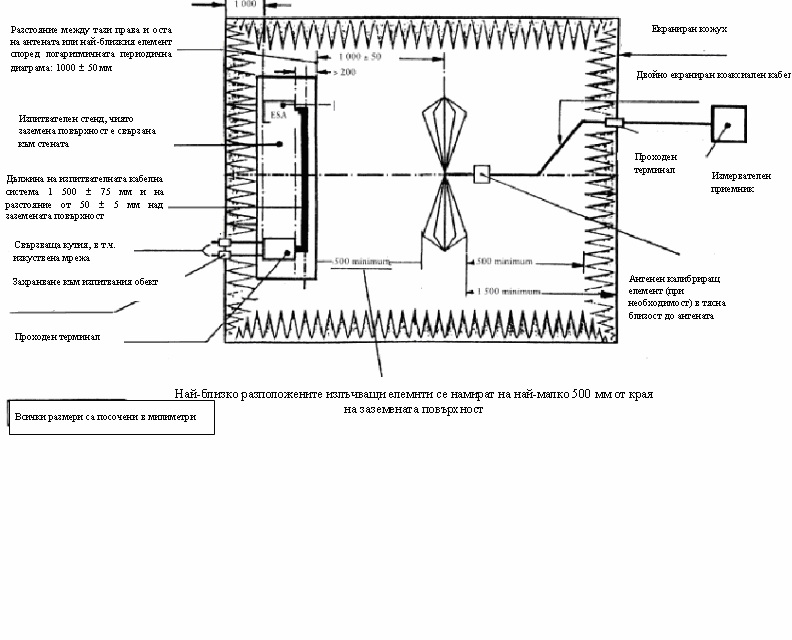 1 000
Разстояние между тази права и оста
на антената или най-близкия елемент
според логаритмичната периодична
диаграма: 1000 ± 50 мм
Изпитвателен стенд, чиято
заземена повърхност е свързана
към стената
Дължина на изпитвателната кабелна
система 1 500 ± 75 мм и на
разстояние от 50 ± 5 мм над
заземената повърхност
Свързваща кутия, в т.ч.
изкуствена мрежа
Захранване към изпитвания обект
Проходен терминал
1 000 ± 50
> 200
ESA
500 minimum
500 minimum
1 500 minimum
Екраниран кожух
Двойно екраниран коаксиален кабел
Проходен
терминал
Измервателен
приемник
Антенен калибриращ
елемент (при
необходимост) в тясна
близост до антената
Най-близко разположените излъчващи елемнти се намират на най-малко 500 мм от края
на заземената повърхност
Всички размери са посочени в милиметри